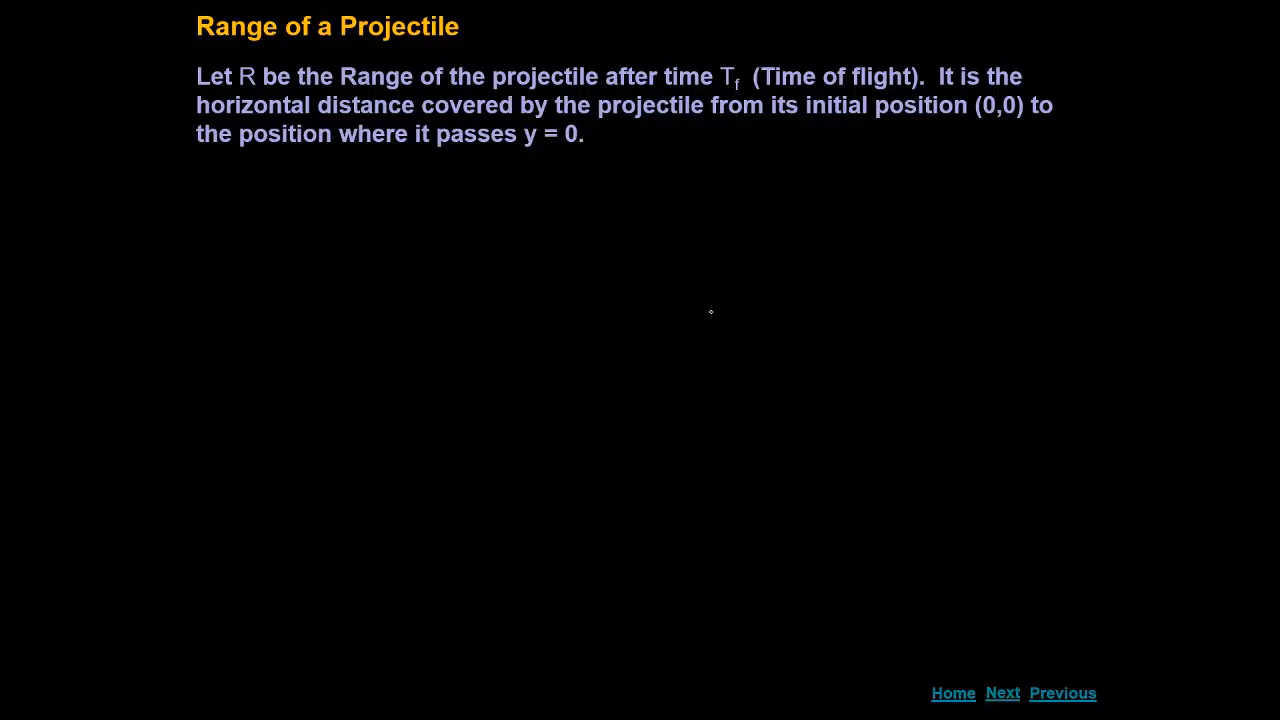 Range of a Projectile
Let R be the Range of the projectile after time Tf (Time of flight). It is the
horizontal distance covered by the projectile from its initial position (0,0) to
the position where it passes y = 0.
Home Next Previous